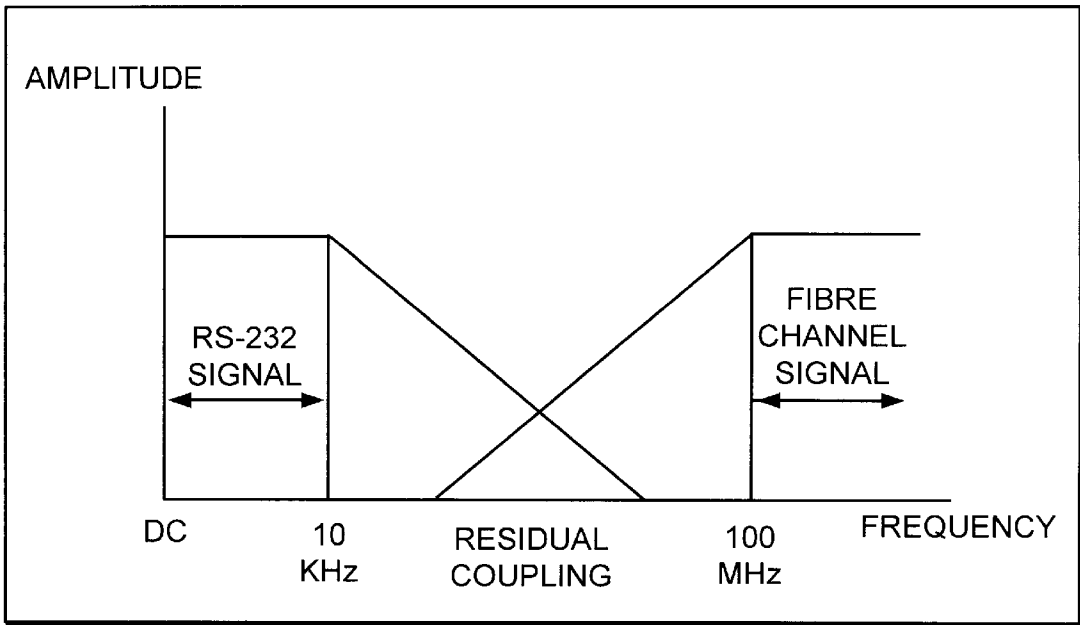 AMPLITUDE
RS-232
SIGNAL
FIBRE
CHANNEL
SIGNAL
DC
10
KHz
RESIDUAL
COUPLING
100
MHz
FREQUENCY